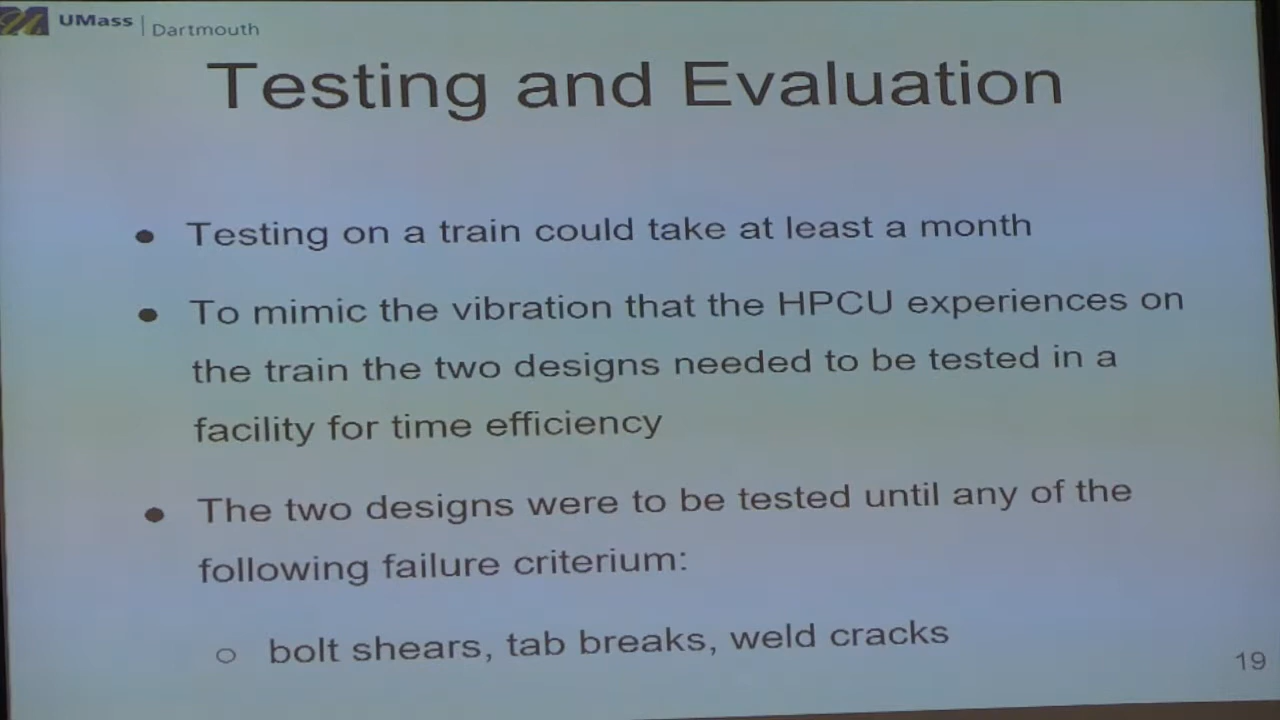 UMass | Dartmouth
Testing and Evaluation
● Testing on a train could take at least a month
● To mimic the vibration that the HPCU experiences on
the train the two designs needed to be tested in a
facility for time efficiency
● The two designs were to be tested until any of the
following failure criterium:
○ bolt shears, tab breaks, weld cracks
19